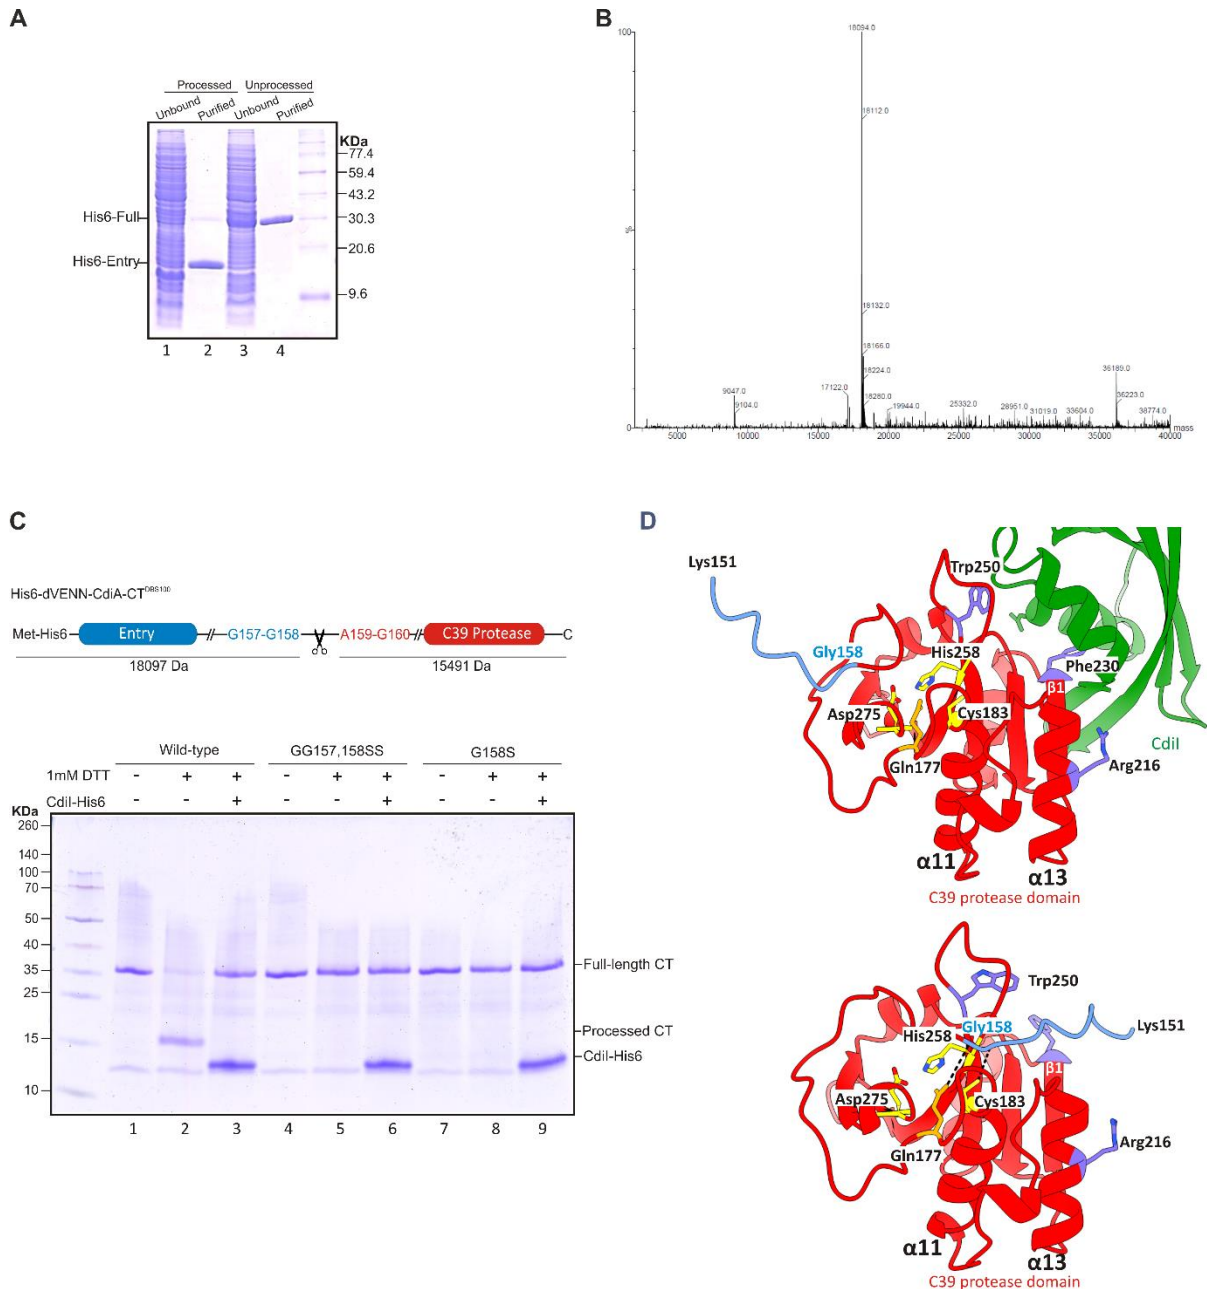 A
Processed Unprocessed
Unbound Purified Unbound Purified
KDa
77.4
59.4
43.2
His6-Full 30.3
20.6
His6-Entry
9.6
1 2 3 4
B
100
18094.0
18112.0
18132.0
18166.0
18224.0
18280.0
9047.0
9104.0
17122.0
19944.0
25332.0
28951.0
31019.0
33604.0
36189.0
36223.0
38774.0
0
5000 10000 15000 20000 25000 30000 35000 40000 mass
C
His6-dVENN-CdiA-CT^DBS100
Met-His6 Entry G157-G158 A159-G160 C39 Protease C
18097 Da 15491 Da
Wild-type GG157,158SS G158S
1mM DTT - + + - + + - + +
CdiI-His6 - - + - - + - - +
KDa
260
140
100
70
50
40
35 Full-length CT
25
15 Processed CT
CdiI-His6
10
1 2 3 4 5 6 7 8 9
D
Lys151
Trp250
Gly158
His258
Phe230
β1
Asp275
Cys183
CdiI
Gln177
Arg216
α11
α13
C39 protease domain
Trp250
His258
Gly158
Lys151
β1
Asp275
Cys183
Arg216
Gln177
α11
α13
C39 protease domain